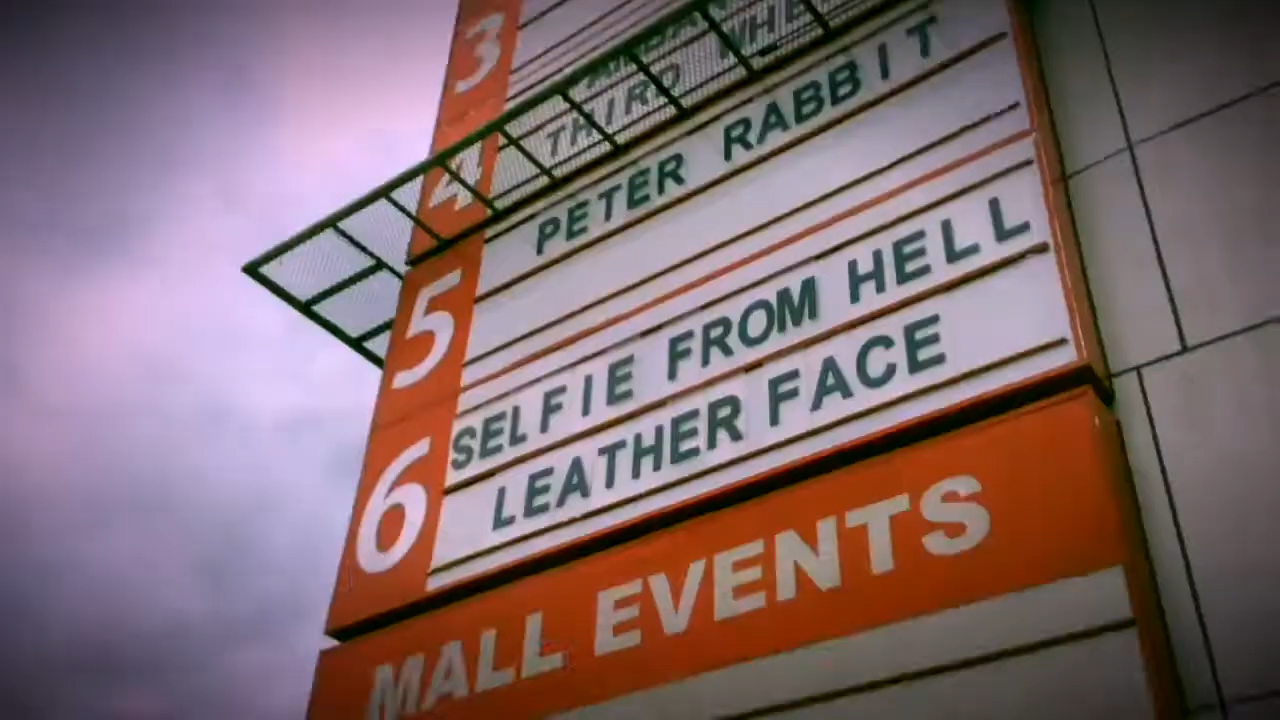 3
THIRD
4
PETER RABBIT
5
SELFIE FROM HELL
6
LEATHER FACE
MALL EVENTS